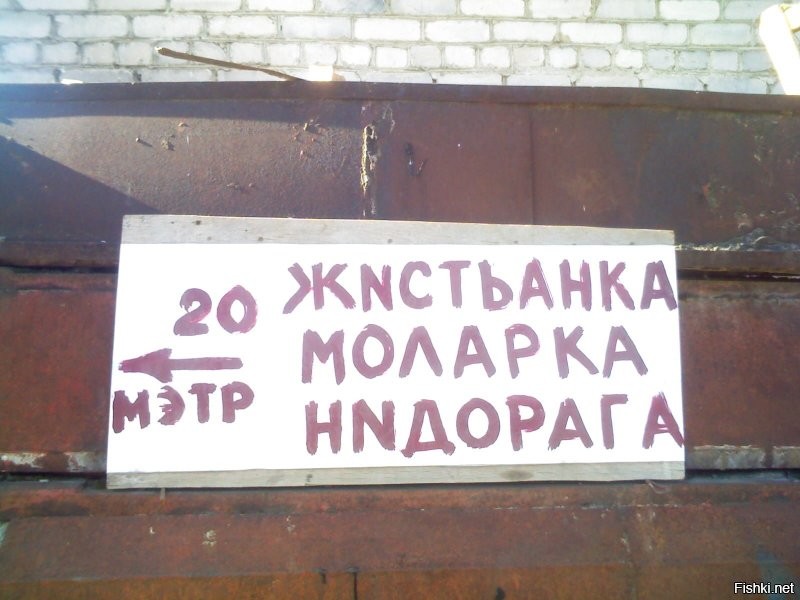 20
МЭТР
ЖNСТЬАНКА
МОЛАРКА
НNДОРАГА
Fishki.net